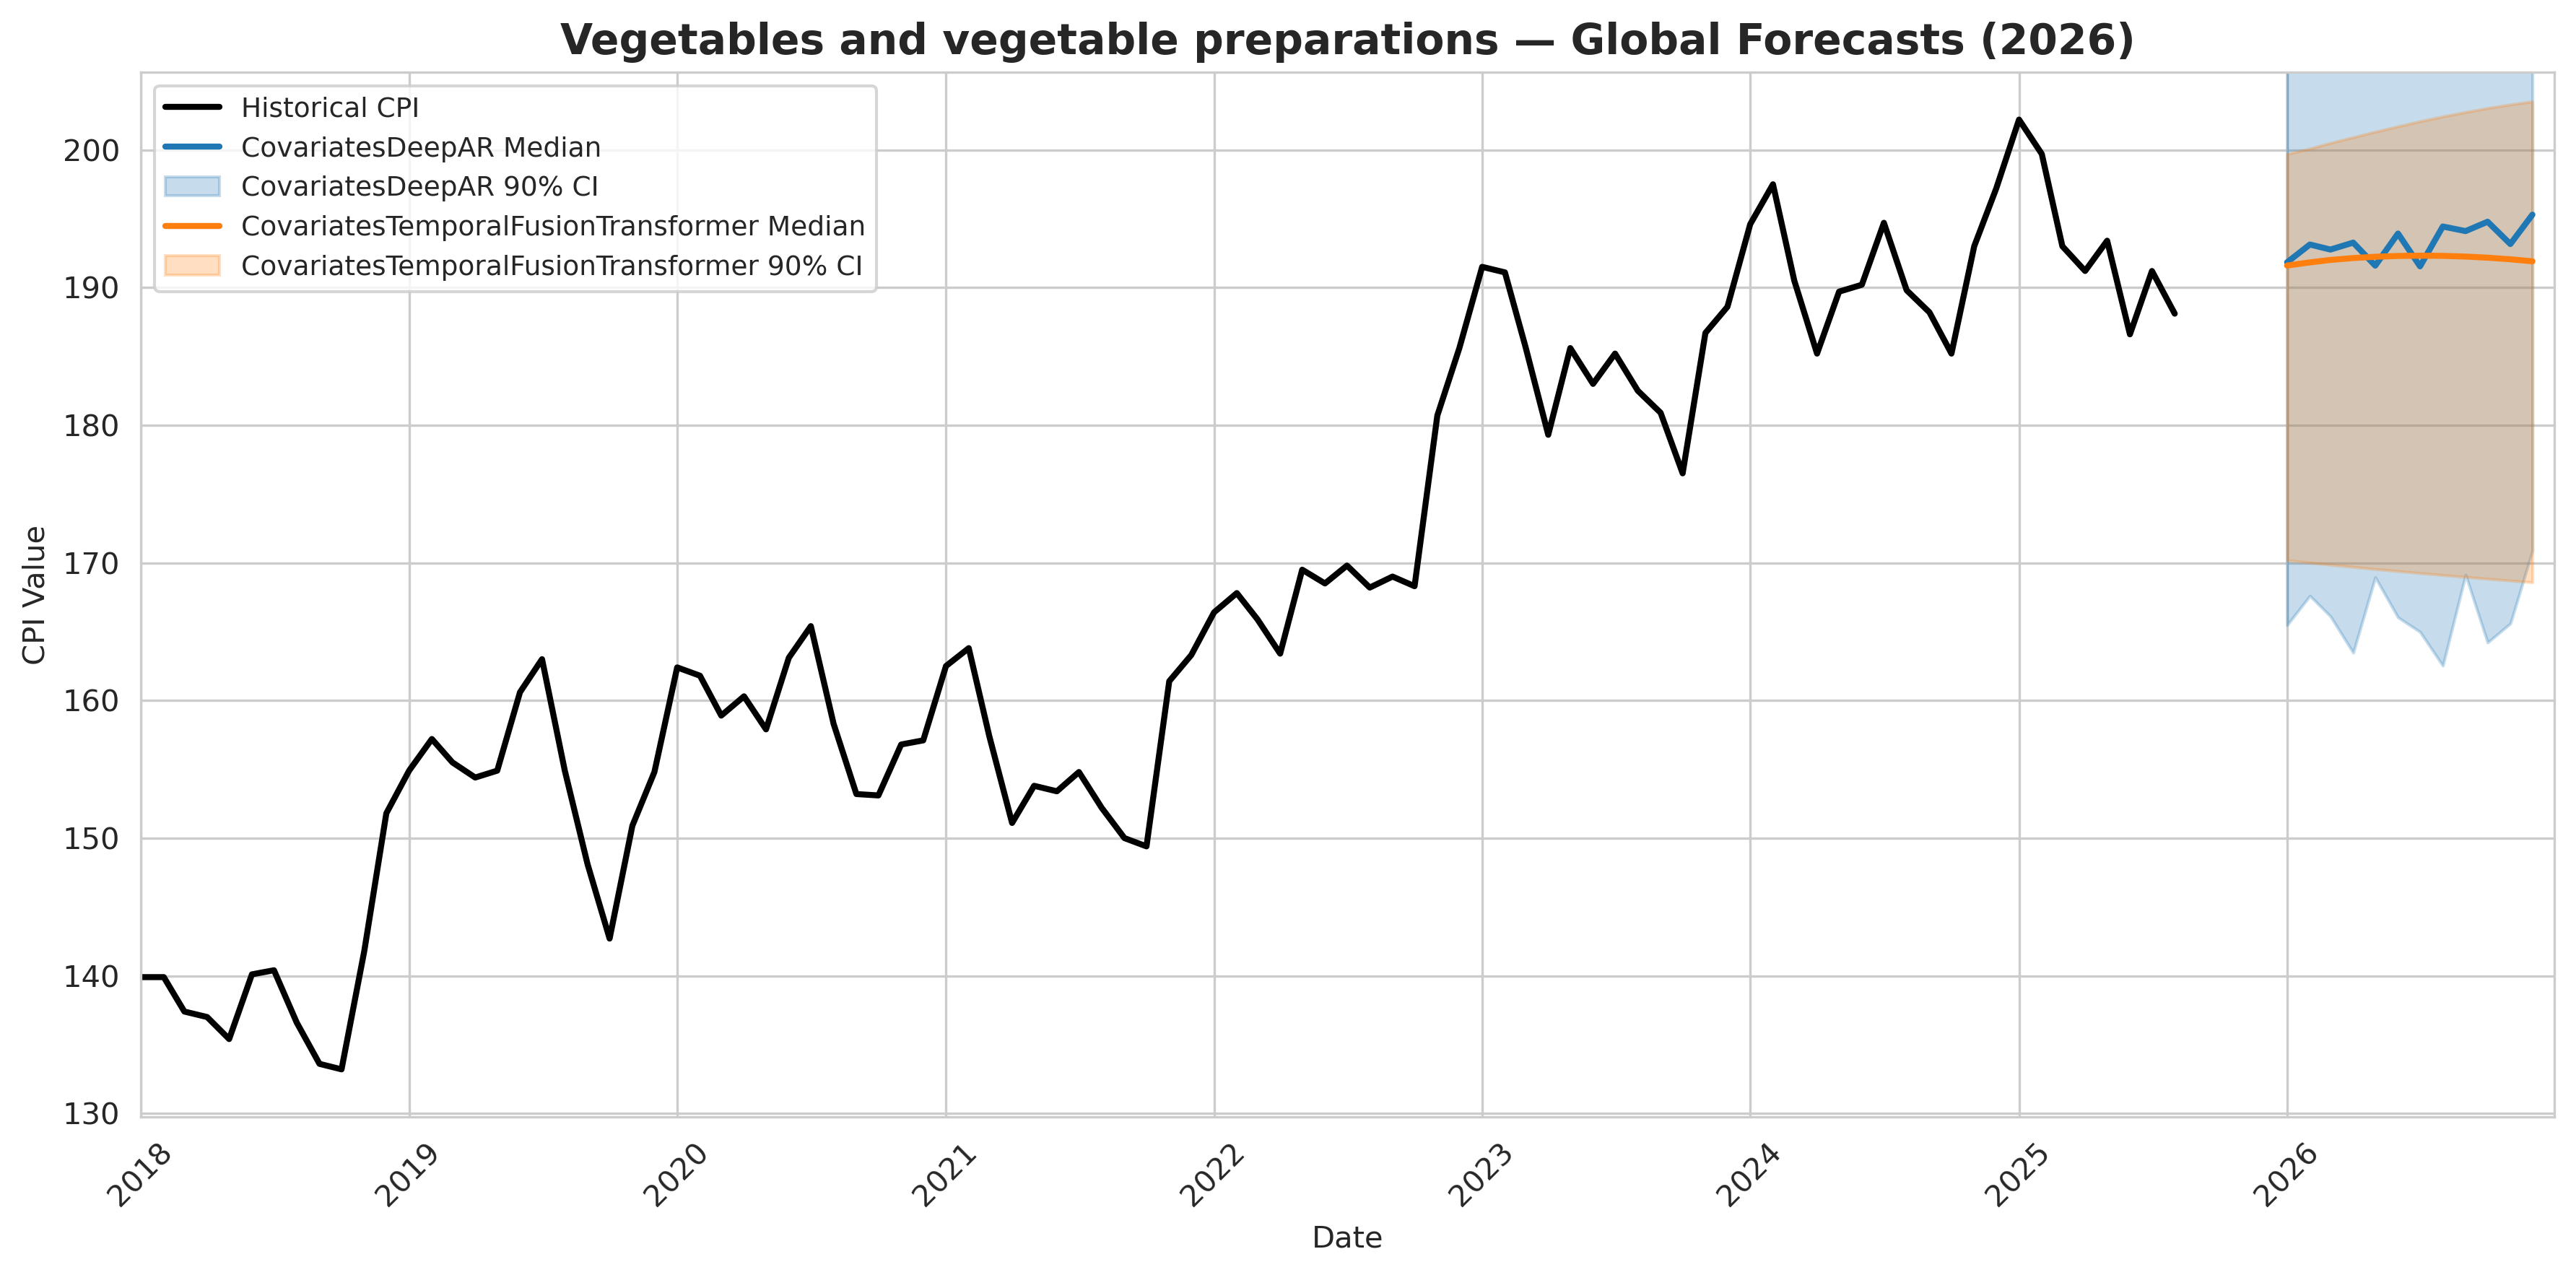 Vegetables and vegetable preparations — Global Forecasts (2026)
Historical CPI
CovariatesDeepAR Median
CovariatesDeepAR 90% CI
CovariatesTemporalFusionTransformer Median
CovariatesTemporalFusionTransformer 90% CI
CPI Value
200
190
180
170
160
150
140
130
2018
2019
2020
2021
2022
2023
2024
2025
2026
Date